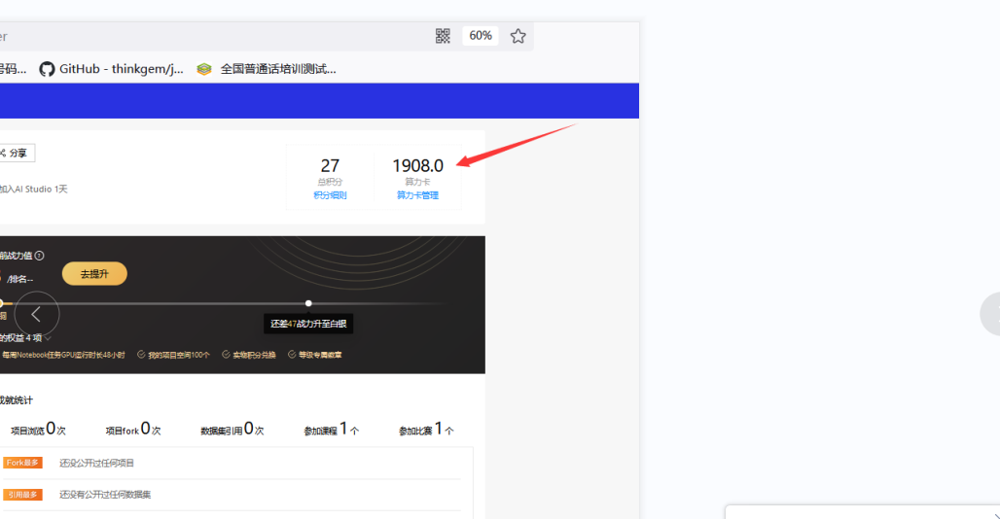 er
60%
号码...
GitHub - thinkgem/j...
全国普通话培训测试...
分享
27
1908.0
总积分
算力卡
积分细则
算力卡管理
加入AI Studio 1天
前战力值
/排名--
去提升
还差47战力升至白银
的权益 4 项
每周Notebook任务GPU运行时长48小时
我的项目空间100个
实物积分兑换
等级专属徽章
成就统计
项目浏览0次
项目fork0次
数据集引用0次
参加课程1个
参加比赛1个
Fork最多
还没公开过任何项目
引用最多
还没有公开过任何数据集